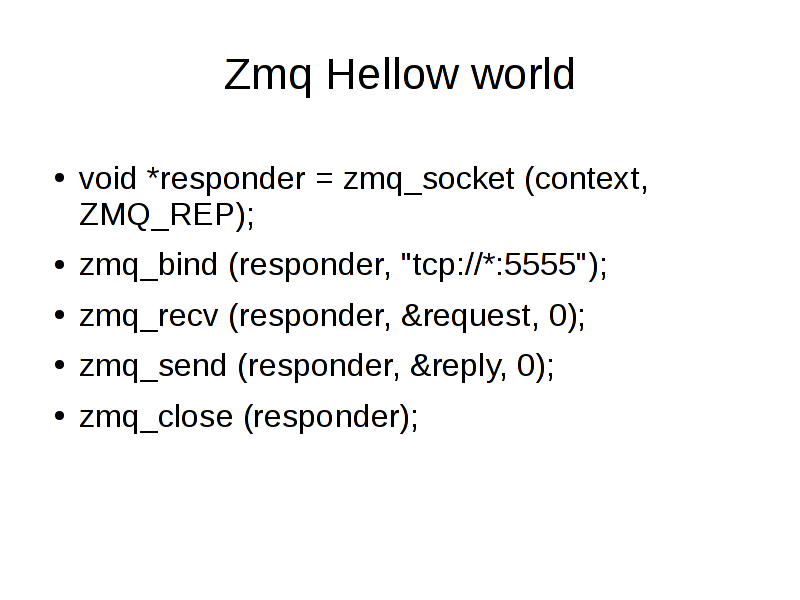 Zmq Hellow world
• void *responder = zmq_socket (context,
ZMQ_REP);
• zmq_bind (responder, "tcp://*:5555");
• zmq_recv (responder, &request, 0);
• zmq_send (responder, &reply, 0);
• zmq_close (responder);